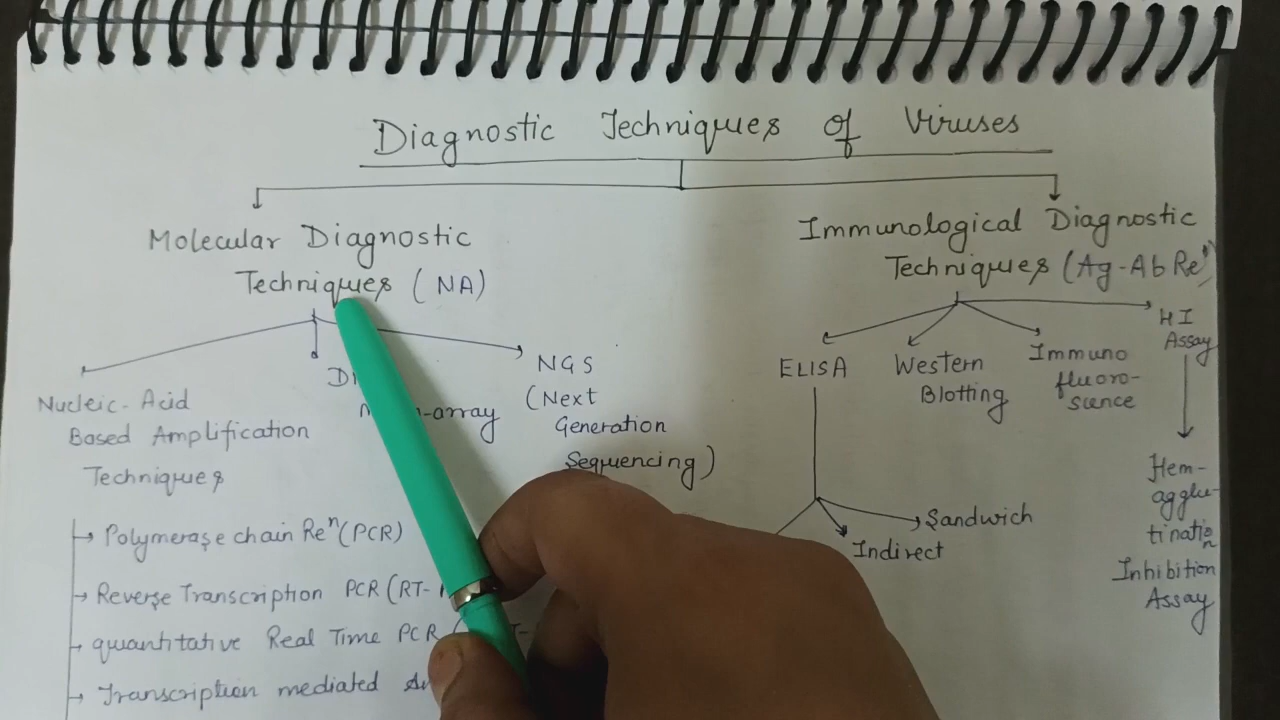 Diagnostic Techniques of Viruses
Molecular Diagnostic
Techniques (NA)
Immunological Diagnostic
Techniques (Ag-Ab Reⁿ)
Nucleic-Acid
Based Amplification
Techniques
-array
NGS
(Next
Generation
Sequencing)
ELISA
Western
Blotting
Immuno
fluoro-
scence
HI
Assay
Sandwich
Indirect
Hem-
agglu-
tination
Inhibition
Assay
→ Polymerase chain Reⁿ (PCR)
→ Reverse Transcription PCR (RT-
→ quantitative Real Time PCR
→ Transcription mediated